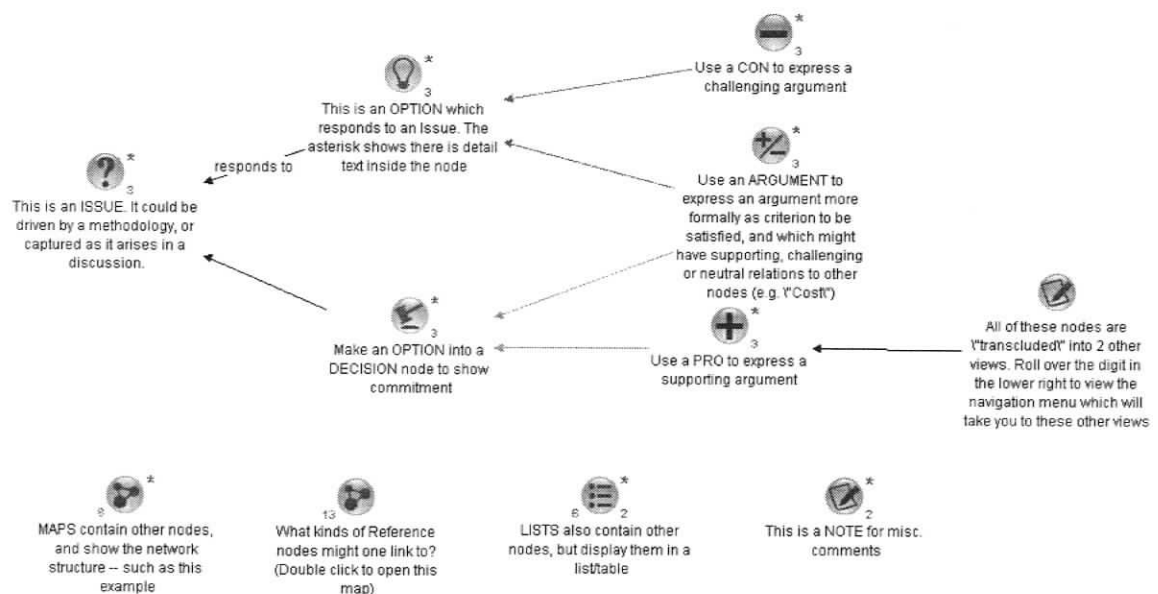 *
3
Use a CON to express a
challenging argument
*
3
This is an OPTION which
responds to an Issue. The
asterisk shows there is detail
text inside the node
*
3
Use an ARGUMENT to
express an argument more
formally as criterion to be
satisfied, and which might
have supporting, challenging
or neutral relations to other
nodes (e.g. \"Cost\")
responds to
?
*
3
This is an ISSUE. It could be
driven by a methodology, or
captured as it arises in a
discussion.
*
3
Make an OPTION into a
DECISION node to show
commitment
*
3
Use a PRO to express a
supporting argument
All of these nodes are
\"transcluded\" into 2 other
views. Roll over the digit in
the lower right to view the
navigation menu which will
take you to these other views
*
MAPS contain other nodes,
and show the network
structure -- such as this
example
13
What kinds of Reference
nodes might one link to?
(Double click to open this
map)
*
6 2
LISTS also contain other
nodes, but display them in a
list/table
*
2
This is a NOTE for misc.
comments